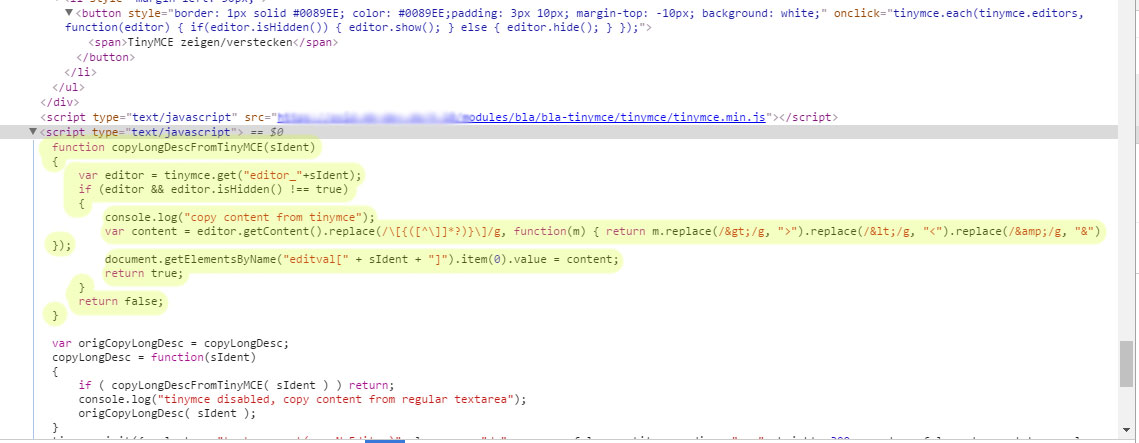 <button style="border: 1px solid #0089EE; color: #0089EE;padding: 3px 10px; margin-top: -10px; background: white;" onclick="tinymce.each(tinymce.editors,
function(editor) { if(editor.isHidden()) { editor.show(); } else { editor.hide(); } });">
<span>TinyMCE zeigen/verstecken</span>
</button>
</li>
</ul>
</div>
<script type="text/javascript" src="modules/bla/bla-tinymce/tinymce/tinymce.min.js"></script>
<script type="text/javascript"> == $0
function copyLongDescFromTinyMCE(sIdent)
{
var editor = tinymce.get("editor_"+sIdent);
if (editor && editor.isHidden() !== true)
{
console.log("copy content from tinymce");
var content = editor.getContent().replace(/\[{([^\]]*?)}\]/g, function(m) { return m.replace(/&gt;/g, ">").replace(/&lt;/g, "<").replace(/&amp;/g, "&")
});
document.getElementsByName("editval[" + sIdent + "]").item(0).value = content;
return true;
}
return false;
}
var origCopyLongDesc = copyLongDesc;
copyLongDesc = function(sIdent)
{
if ( copyLongDescFromTinyMCE( sIdent ) ) return;
console.log("tinymce disabled, copy content from regular textarea");
origCopyLongDesc( sIdent );
}